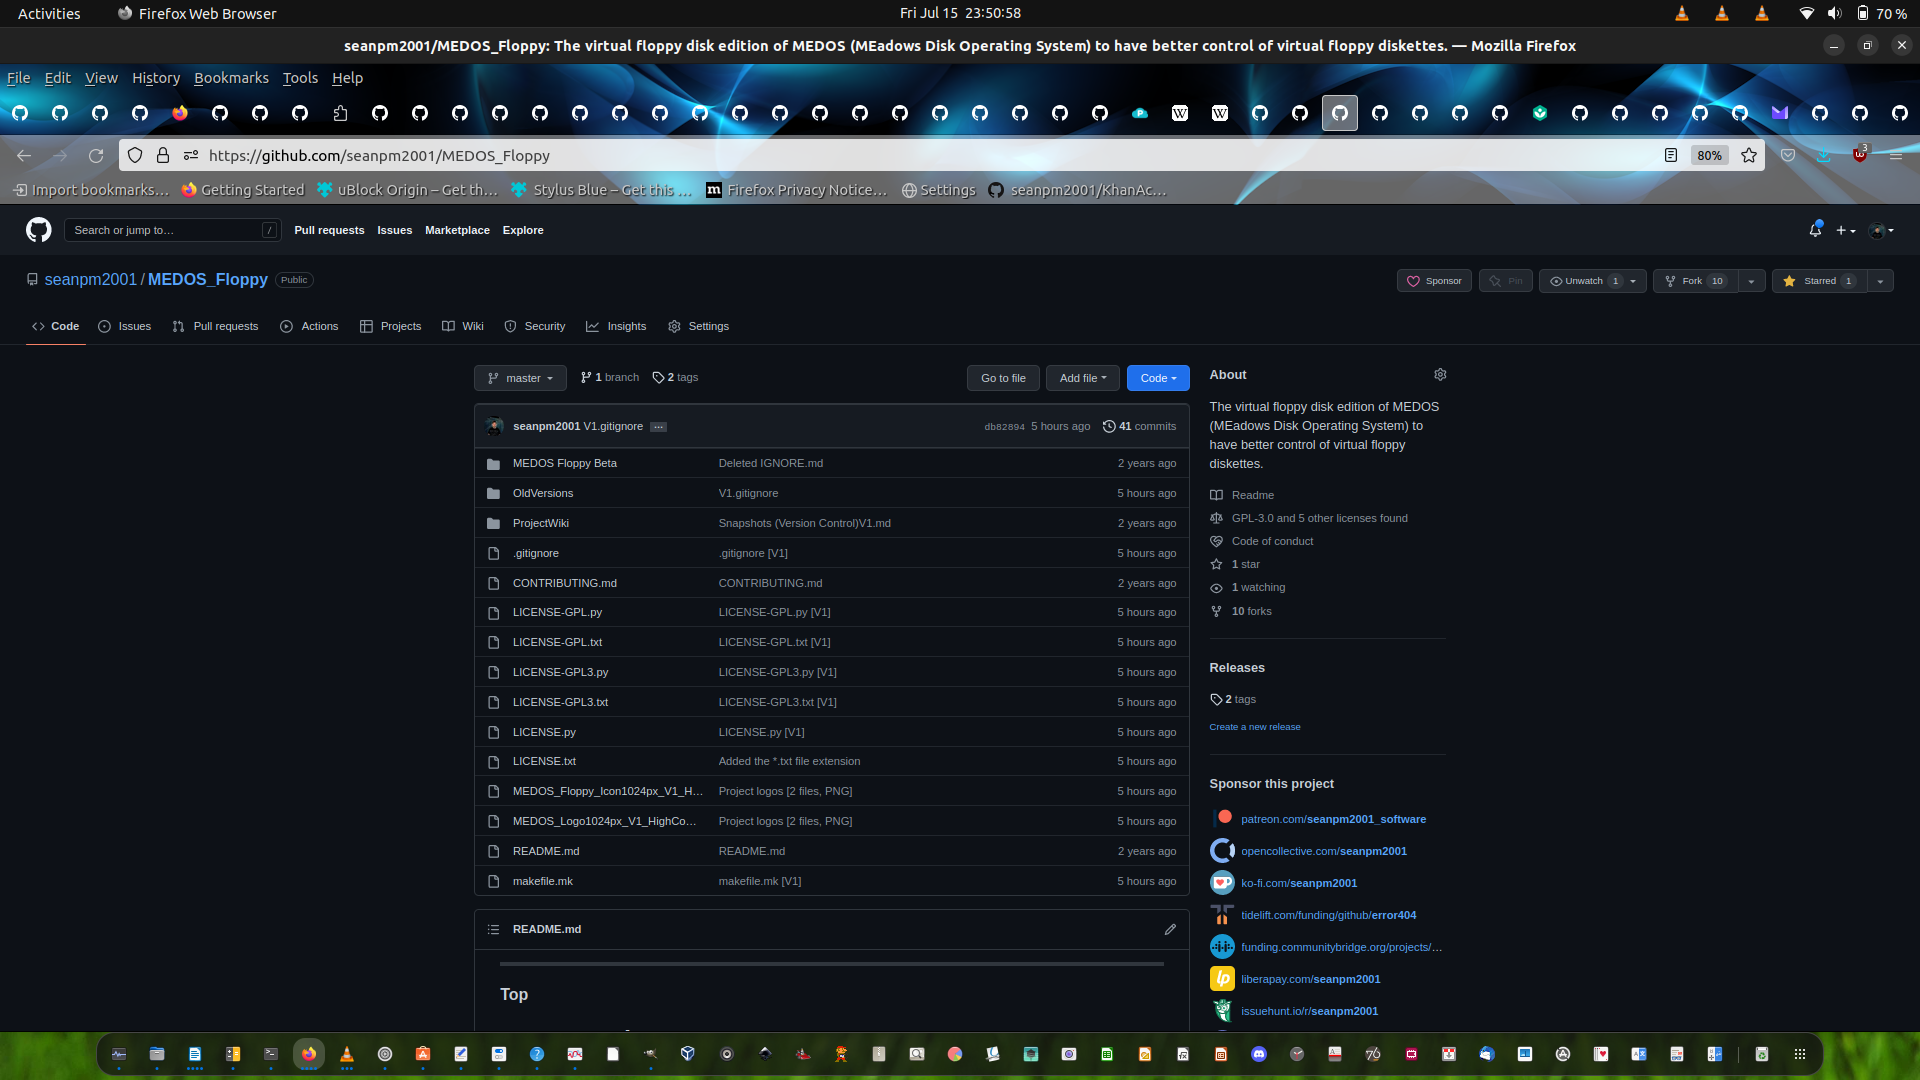 Activities Firefox Web Browser Fri Jul 15 23:50:58 70 %
seanpm2001/MEDOS_Floppy: The virtual floppy disk edition of MEDOS (MEadows Disk Operating System) to have better control of virtual floppy diskettes. — Mozilla Firefox
File Edit View History Bookmarks Tools Help
https://github.com/seanpm2001/MEDOS_Floppy 80% 3
Import bookmarks… Getting Started uBlock Origin – Get th… Stylus Blue – Get this … Firefox Privacy Notice… Settings seanpm2001/KhanAc…
Search or jump to… / Pull requests Issues Marketplace Explore
seanpm2001 / MEDOS_Floppy Public Sponsor Pin Unwatch 1 Fork 10 Starred 1
Code Issues Pull requests Actions Projects Wiki Security Insights Settings
master 1 branch 2 tags Go to file Add file Code
seanpm2001 V1.gitignore … db82894 5 hours ago 41 commits
MEDOS Floppy Beta Deleted IGNORE.md 2 years ago
OldVersions V1.gitignore 5 hours ago
ProjectWiki Snapshots (Version Control)V1.md 2 years ago
.gitignore .gitignore [V1] 5 hours ago
CONTRIBUTING.md CONTRIBUTING.md 2 years ago
LICENSE-GPL.py LICENSE-GPL.py [V1] 5 hours ago
LICENSE-GPL.txt LICENSE-GPL.txt [V1] 5 hours ago
LICENSE-GPL3.py LICENSE-GPL3.py [V1] 5 hours ago
LICENSE-GPL3.txt LICENSE-GPL3.txt [V1] 5 hours ago
LICENSE.py LICENSE.py [V1] 5 hours ago
LICENSE.txt Added the *.txt file extension 5 hours ago
MEDOS_Floppy_Icon1024px_V1_H… Project logos [2 files, PNG] 5 hours ago
MEDOS_Logo1024px_V1_HighCo… Project logos [2 files, PNG] 5 hours ago
README.md README.md 2 years ago
makefile.mk makefile.mk [V1] 5 hours ago
README.md
Top
About
The virtual floppy disk edition of MEDOS
(MEadows Disk Operating System) to
have better control of virtual floppy
diskettes.
Readme
GPL-3.0 and 5 other licenses found
Code of conduct
1 star
1 watching
10 forks
Releases
2 tags
Create a new release
Sponsor this project
patreon.com/seanpm2001_software
opencollective.com/seanpm2001
ko-fi.com/seanpm2001
tidelift.com/funding/github/error404
funding.communitybridge.org/projects/…
liberapay.com/seanpm2001
issuehunt.io/r/seanpm2001